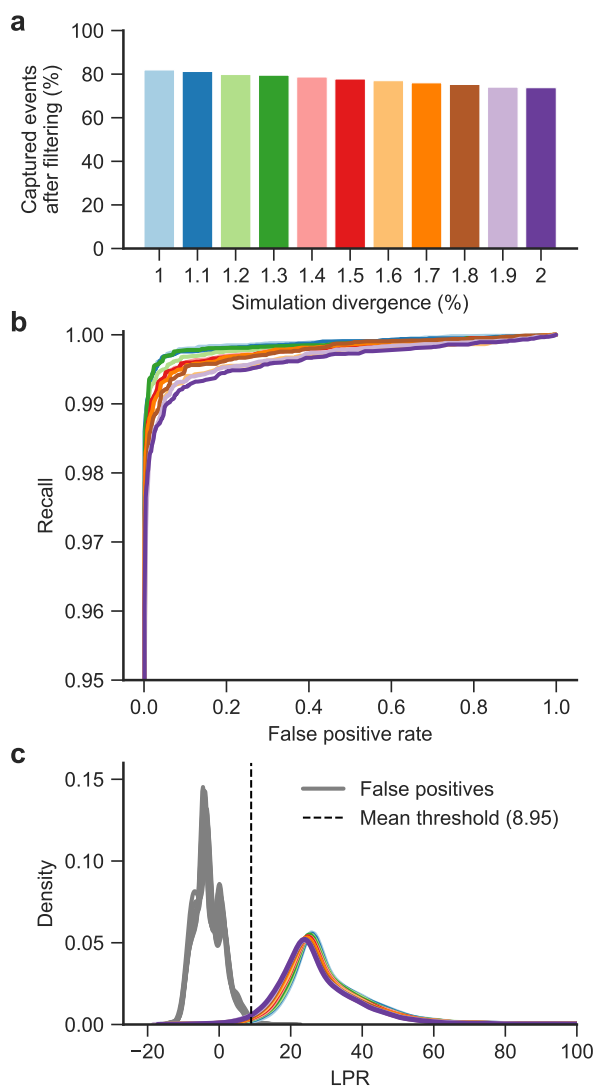 a
100
80
60
40
20
0
Captured events
after filtering (%)
1 1.1 1.2 1.3 1.4 1.5 1.6 1.7 1.8 1.9 2
Simulation divergence (%)
b
1.00
0.99
0.98
0.97
0.96
0.95
Recall
0.0 0.2 0.4 0.6 0.8 1.0
False positive rate
c
0.15
0.10
0.05
0.00
Density
False positives
Mean threshold (8.95)
−20 0 20 40 60 80 100
LPR